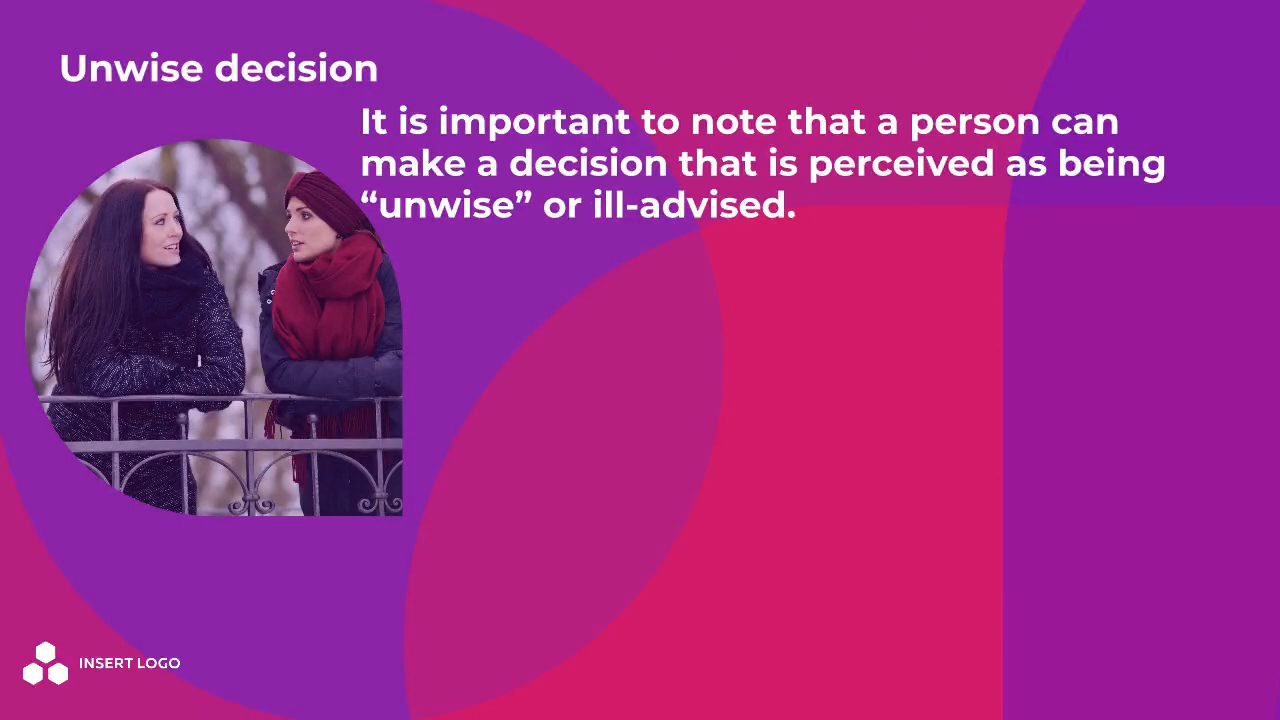 Unwise decision
It is important to note that a person can
make a decision that is perceived as being
“unwise” or ill-advised.
INSERT LOGO